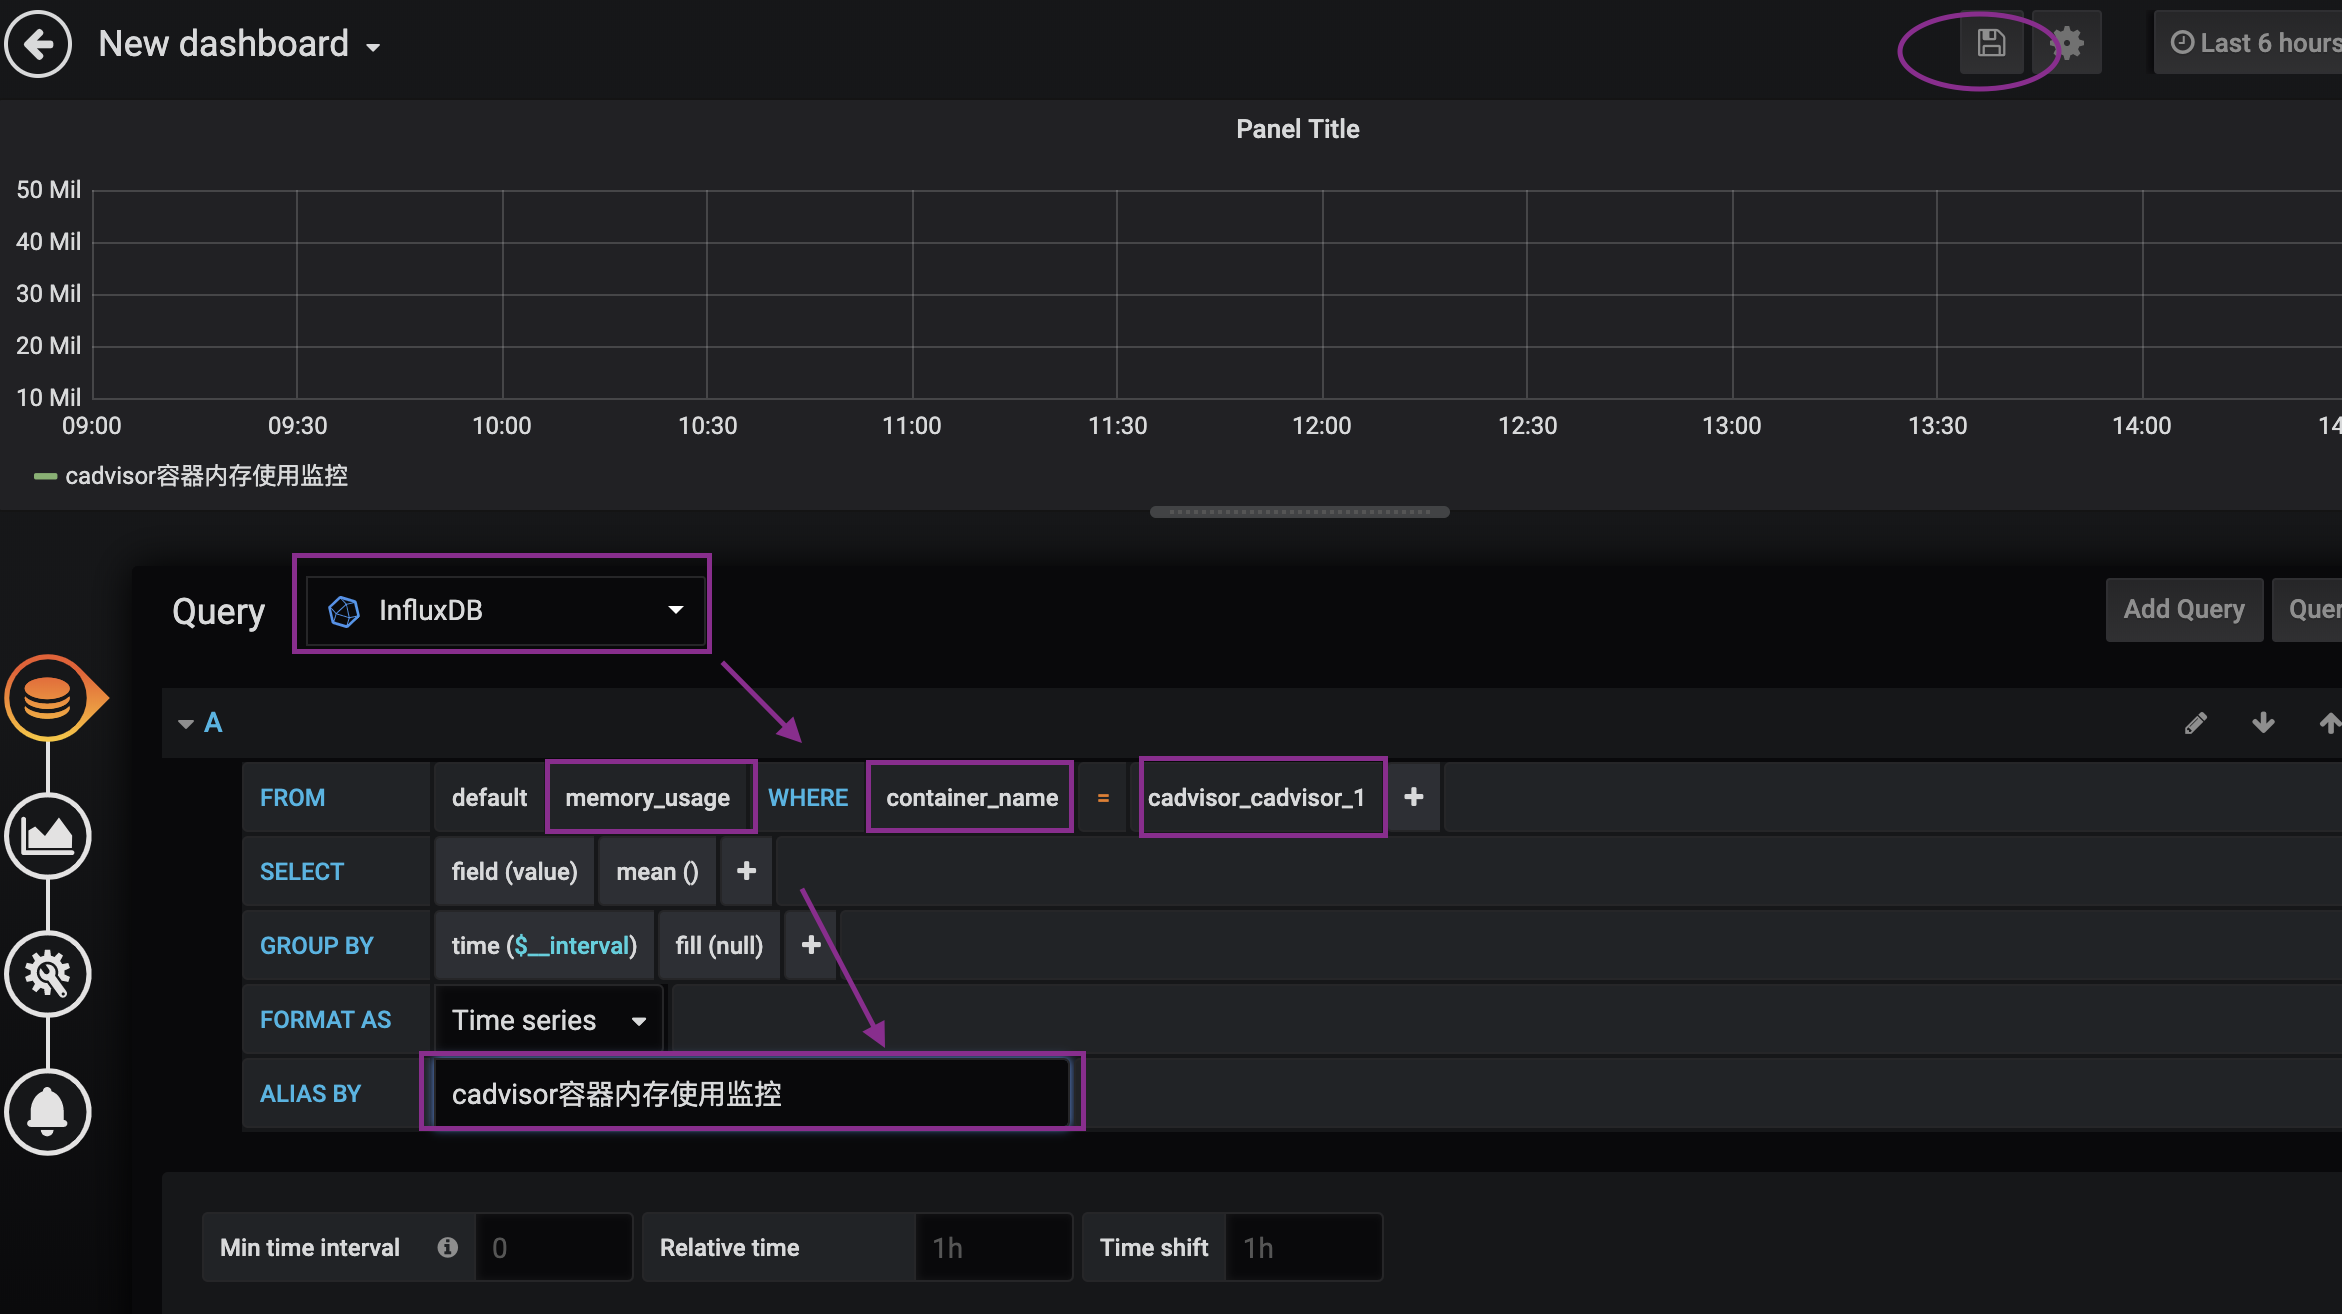 New dashboard
Last 6 hours
Panel Title
50 Mil
40 Mil
30 Mil
20 Mil
10 Mil
09:00 09:30 10:00 10:30 11:00 11:30 12:00 12:30 13:00 13:30 14:00 14
cadvisor容器内存使用监控
Query InfluxDB Add Query Quer
A
FROM default memory_usage WHERE container_name = cadvisor_cadvisor_1 +
SELECT field (value) mean () +
GROUP BY time ($__interval) fill (null) +
FORMAT AS Time series
ALIAS BY cadvisor容器内存使用监控
Min time interval 0 Relative time 1h Time shift 1h